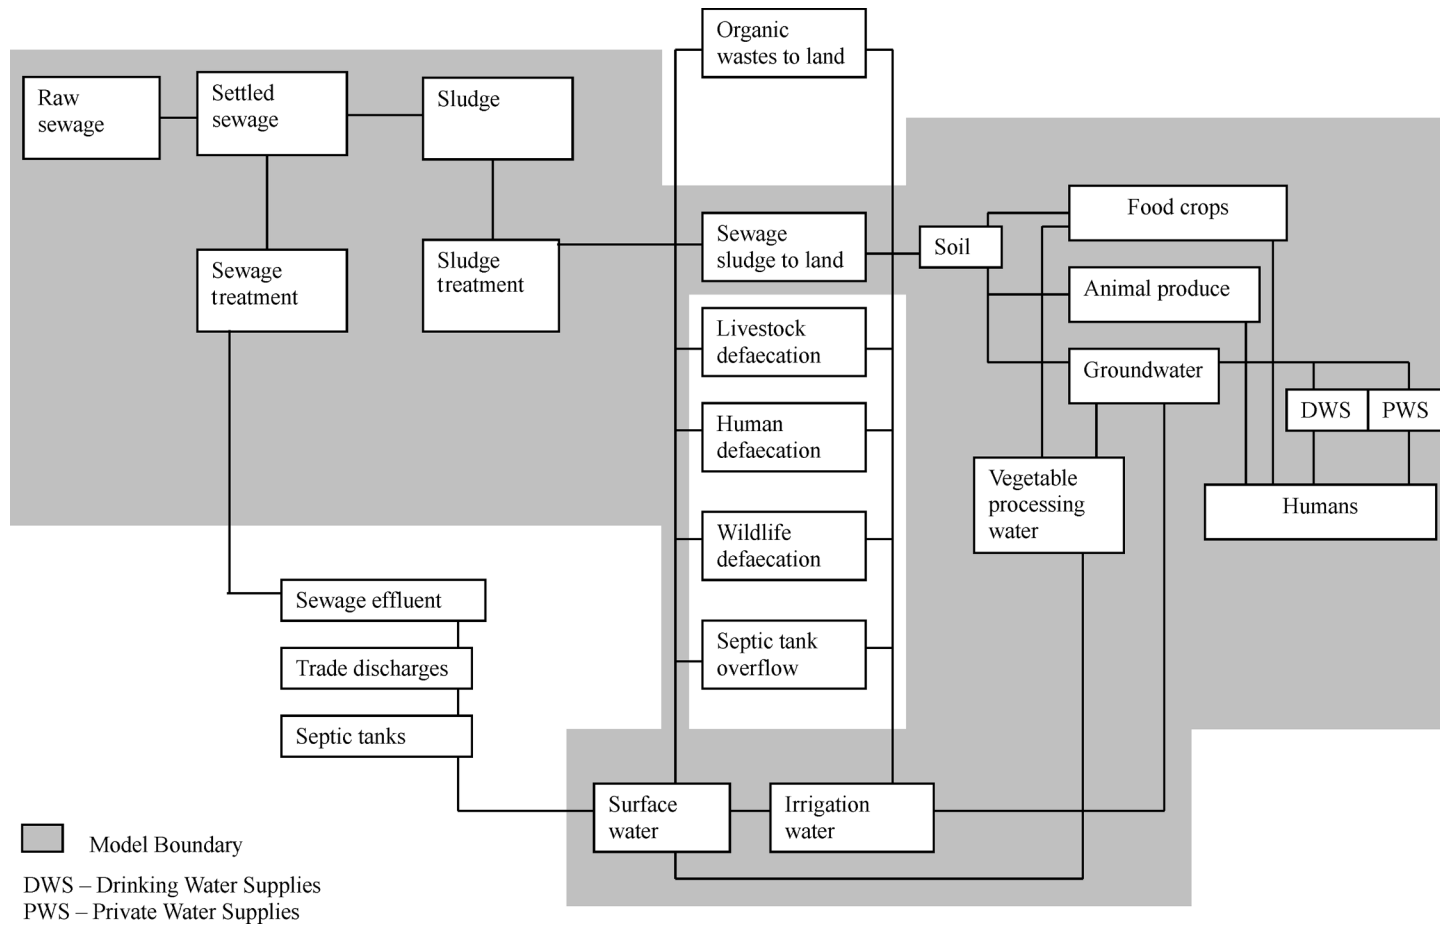 Organic
wastes to land
Raw
sewage
Settled
sewage
Sludge
Sewage
treatment
Sludge
treatment
Sewage
sludge to land
Soil
Food crops
Animal produce
Groundwater
DWS
PWS
Livestock
defaecation
Human
defaecation
Wildlife
defaecation
Septic tank
overflow
Vegetable
processing
water
Humans
Sewage effluent
Trade discharges
Septic tanks
Surface
water
Irrigation
water
Model Boundary
DWS – Drinking Water Supplies
PWS – Private Water Supplies